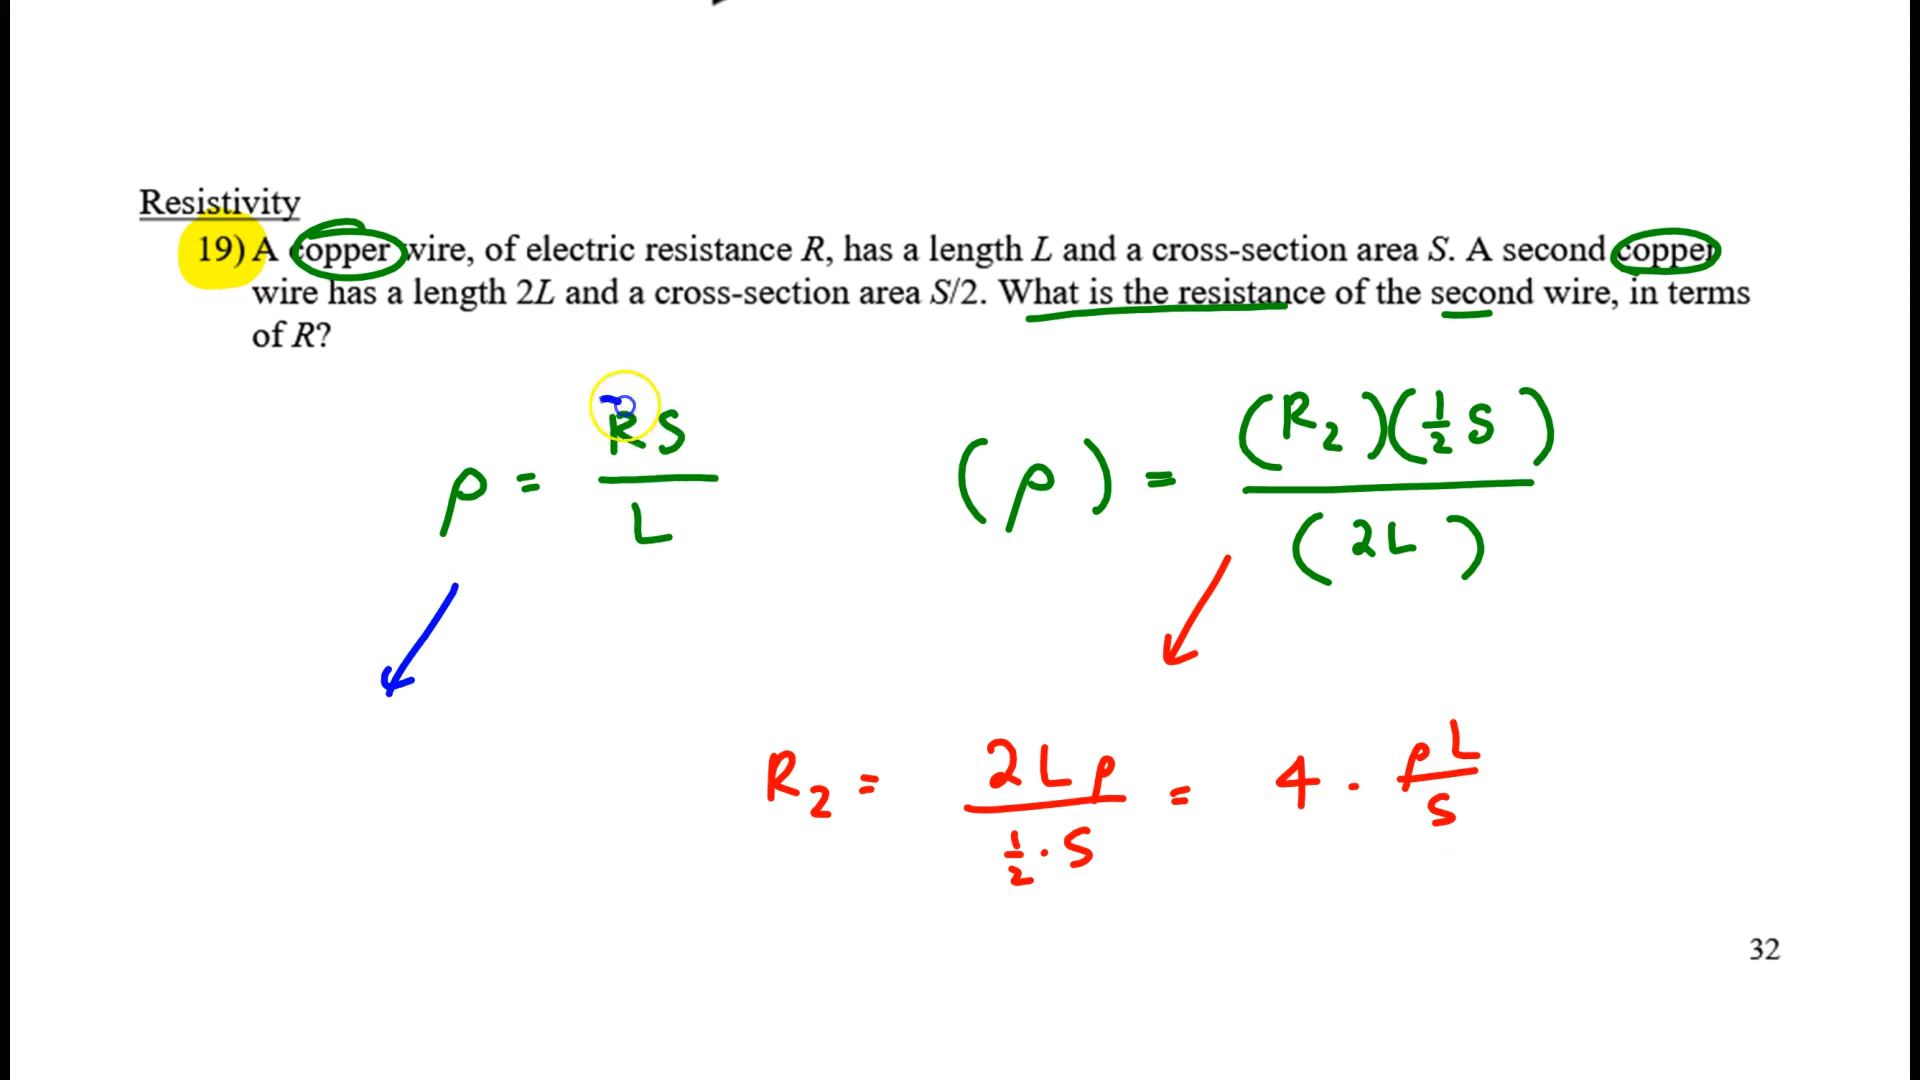 Resistivity
19) A copper wire, of electric resistance R, has a length L and a cross-section area S. A second copper
wire has a length 2L and a cross-section area S/2. What is the resistance of the second wire, in terms
of R?
ρ = RS / L
(ρ) = (R₂)(½ S) / (2L)
R₂ = 2Lρ / ½ · S = 4 · ρL / S
32